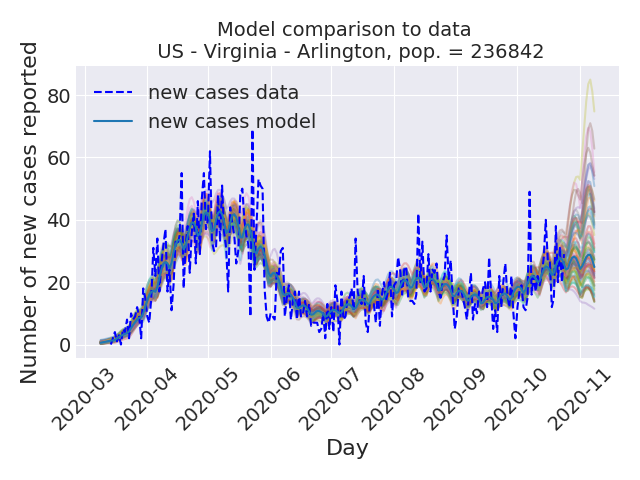 Model comparison to data
US - Virginia - Arlington, pop. = 236842
Number of new cases reported
80
60
40
20
0
new cases data
new cases model
2020-03
2020-04
2020-05
2020-06
2020-07
2020-08
2020-09
2020-10
2020-11
Day